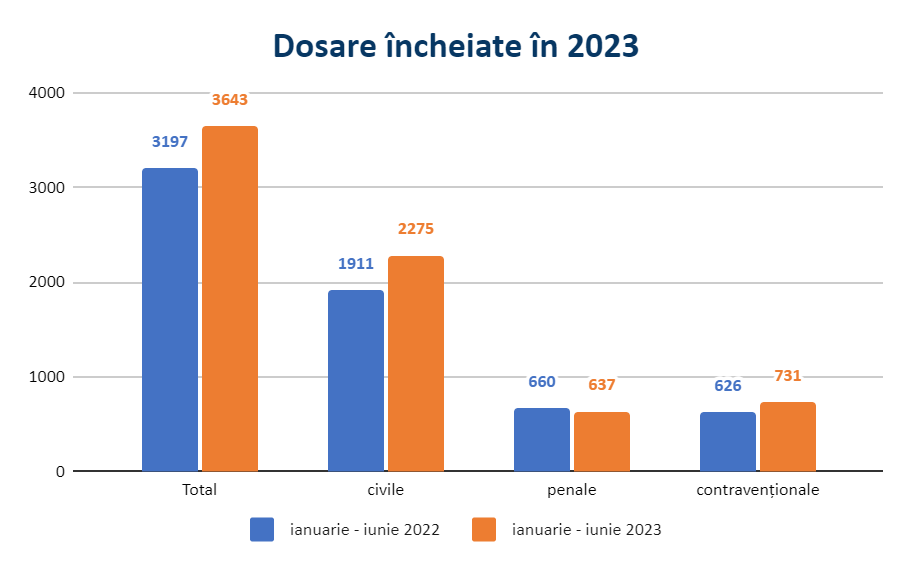 Dosare încheiate în 2023
4000
3000
2000
1000
0
3197
3643
1911
2275
660
637
626
731
Total
civile
penale
contravenționale
ianuarie - iunie 2022
ianuarie - iunie 2023